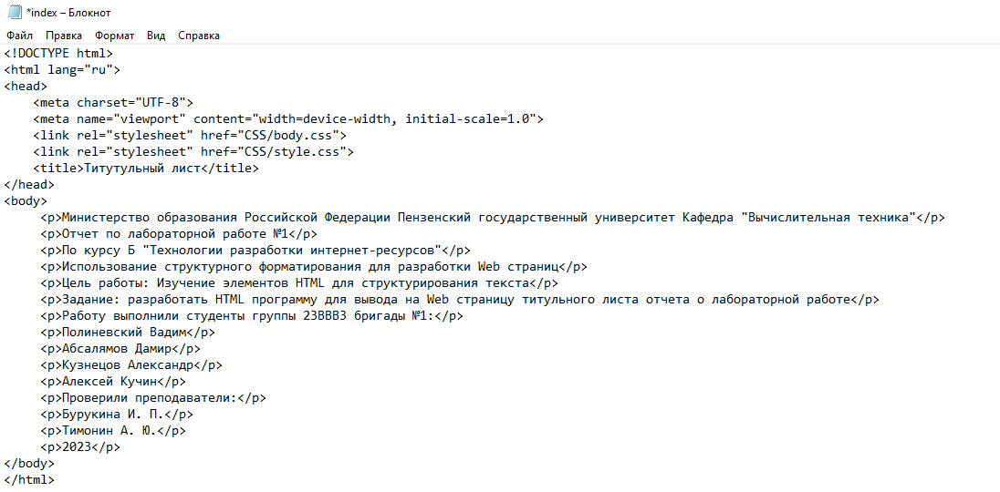 *index – Блокнот
Файл Правка Формат Вид Справка
<!DOCTYPE html>
<html lang="ru">
<head>
    <meta charset="UTF-8">
    <meta name="viewport" content="width=device-width, initial-scale=1.0">
    <link rel="stylesheet" href="CSS/body.css">
    <link rel="stylesheet" href="CSS/style.css">
    <title>Титутульный лист</title>
</head>
<body>
     <p>Министерство образования Российской Федерации Пензенский государственный университет Кафедра "Вычислительная техника"</p>
     <p>Отчет по лабораторной работе №1</p>
     <p>По курсу Б "Технологии разработки интернет-ресурсов"</p>
     <p>Использование структурного форматирования для разработки Web страниц</p>
     <p>Цель работы: Изучение элементов HTML для структурирования текста</p>
     <p>Задание: разработать HTML программу для вывода на Web страницу титульного листа отчета о лабораторной работе</p>
     <p>Работу выполнили студенты группы 23ВВВ3 бригады №1:</p>
     <p>Полиневский Вадим</p>
     <p>Абсалямов Дамир</p>
     <p>Кузнецов Александр</p>
     <p>Алексей Кучин</p>
     <p>Проверили преподаватели:</p>
     <p>Бурукина И. П.</p>
     <p>Тимонин А. Ю.</p>
     <p>2023</p>
</body>
</html>